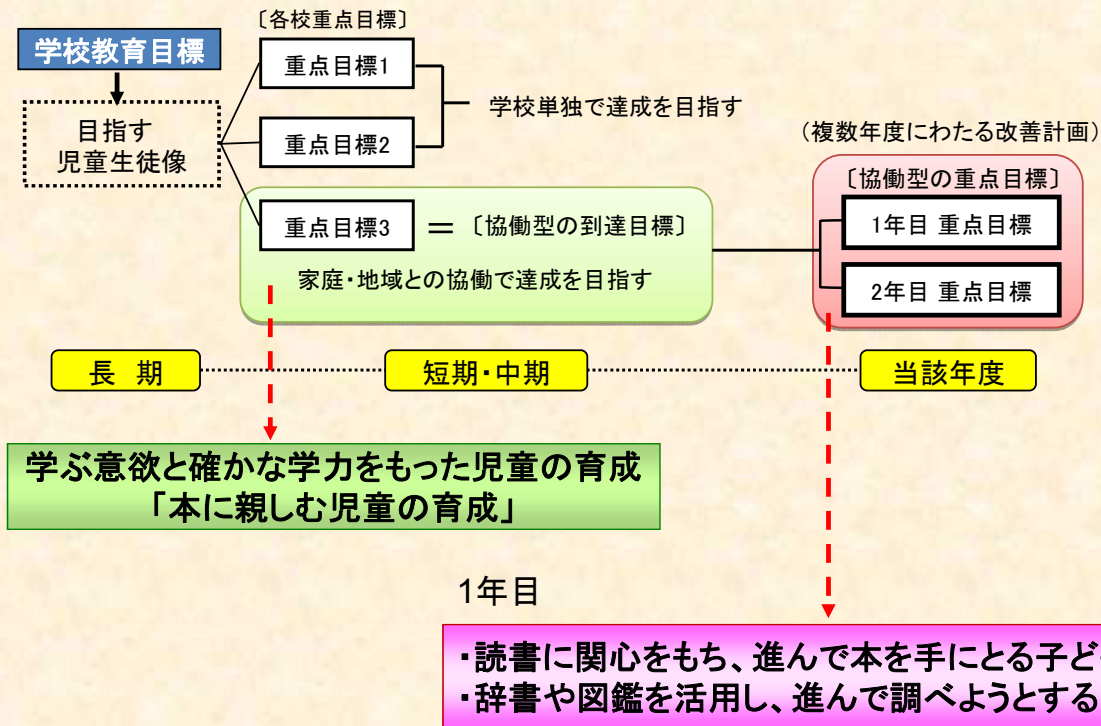 〔各校重点目標〕
学校教育目標
重点目標1
学校単独で達成を目指す
目指す
児童生徒像
重点目標2
（複数年度にわたる改善計画）
〔協働型の重点目標〕
重点目標3
＝
〔協働型の到達目標〕
家庭・地域との協働で達成を目指す
1年目 重点目標
2年目 重点目標
長 期
短期・中期
当該年度
学ぶ意欲と確かな学力をもった児童の育成
「本に親しむ児童の育成」
1年目
・読書に関心をもち、進んで本を手にとる子ど
・辞書や図鑑を活用し、進んで調べようとする